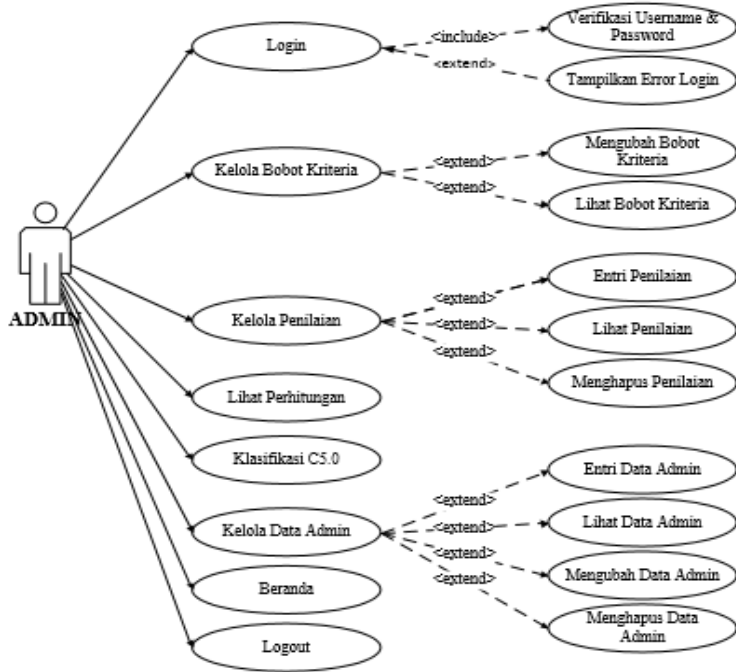 Login
<include>
Verifikasi Username &
Password
<extend>
Tampilkan Error Login
Kelola Bobot Kriteria
<extend>
Mengubah Bobot
Kriteria
<extend>
Lihat Bobot Kriteria
ADMIN
Kelola Penilaian
<extend>
Entri Penilaian
<extend>
Lihat Penilaian
<extend>
Menghapus Penilaian
Lihat Perhitungan
Klasifikasi C5.0
Kelola Data Admin
<extend>
Entri Data Admin
<extend>
Lihat Data Admin
<extend>
Mengubah Data Admin
<extend>
Menghapus Data
Admin
Beranda
Logout